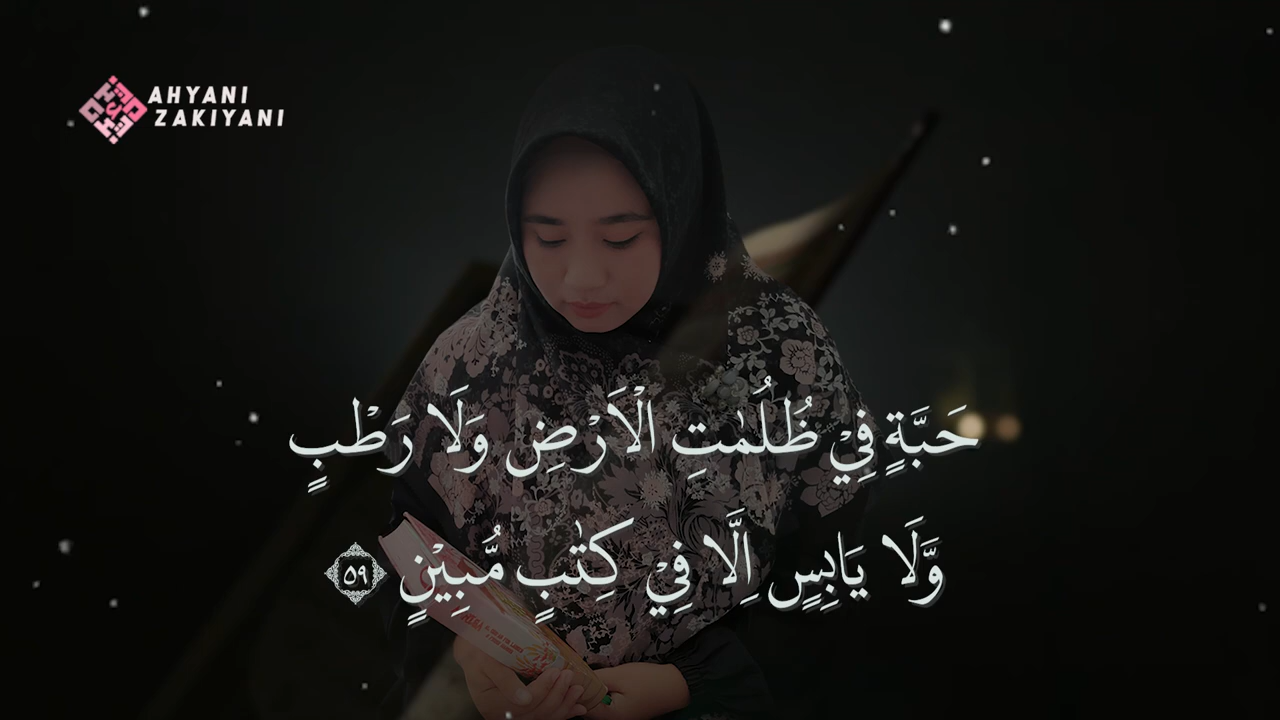 AHYANI
ZAKIYANI
حَبَّةٍ فِيْ ظُلُمٰتِ الْاَرْضِ وَلَا رَطْبٍ
وَّلَا يَابِسٍ اِلَّا فِيْ كِتٰبٍ مُّبِيْنٍ ٥٩